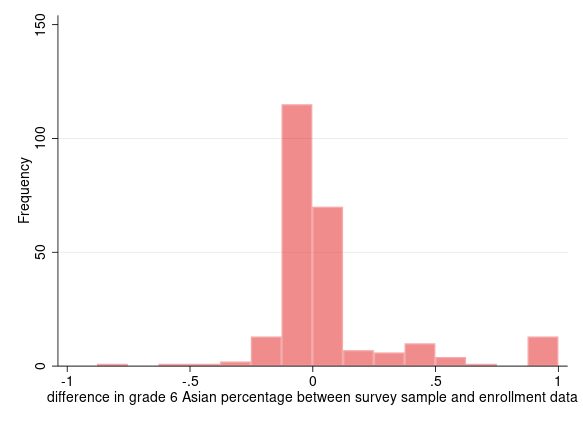 150
100
50
0
Frequency
-1 -.5 0 .5 1
difference in grade 6 Asian percentage between survey sample and enrollment data